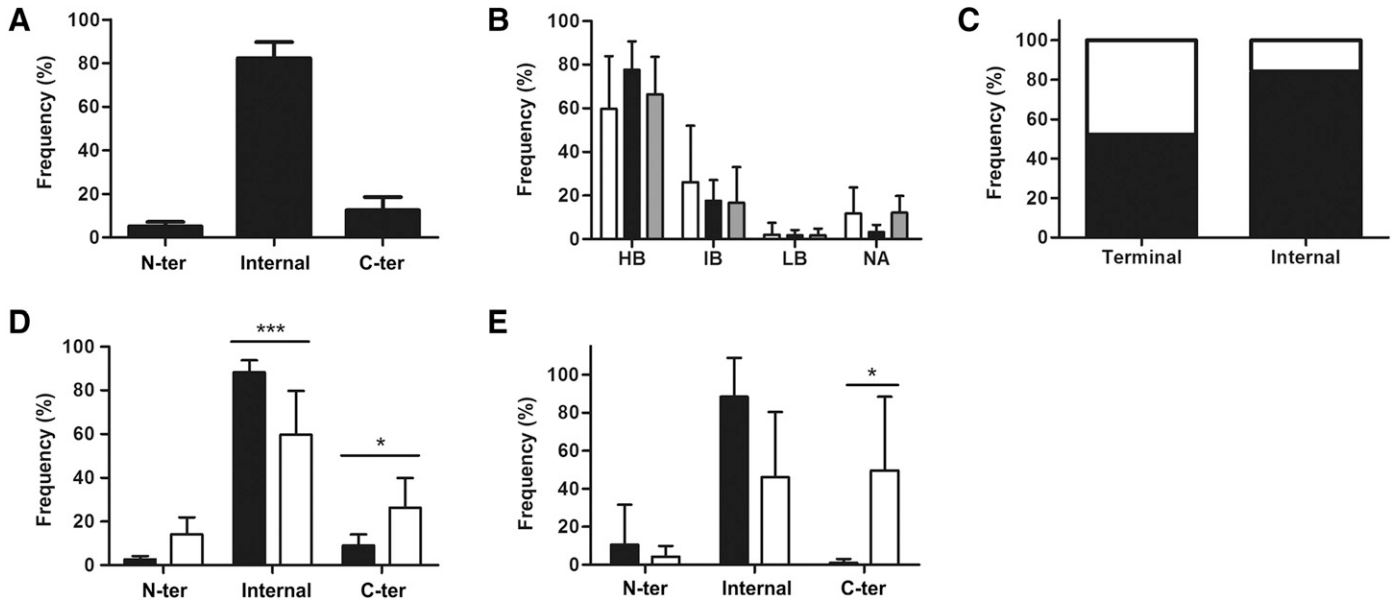 A
Frequency (%)
100
80
60
40
20
0
N-ter Internal C-ter
B
Frequency (%)
100
80
60
40
20
0
HB IB LB NA
C
Frequency (%)
100
80
60
40
20
0
Terminal Internal
D
Frequency (%)
100
80
60
40
20
0
***
*
N-ter Internal C-ter
E
Frequency (%)
100
80
60
40
20
0
*
N-ter Internal C-ter